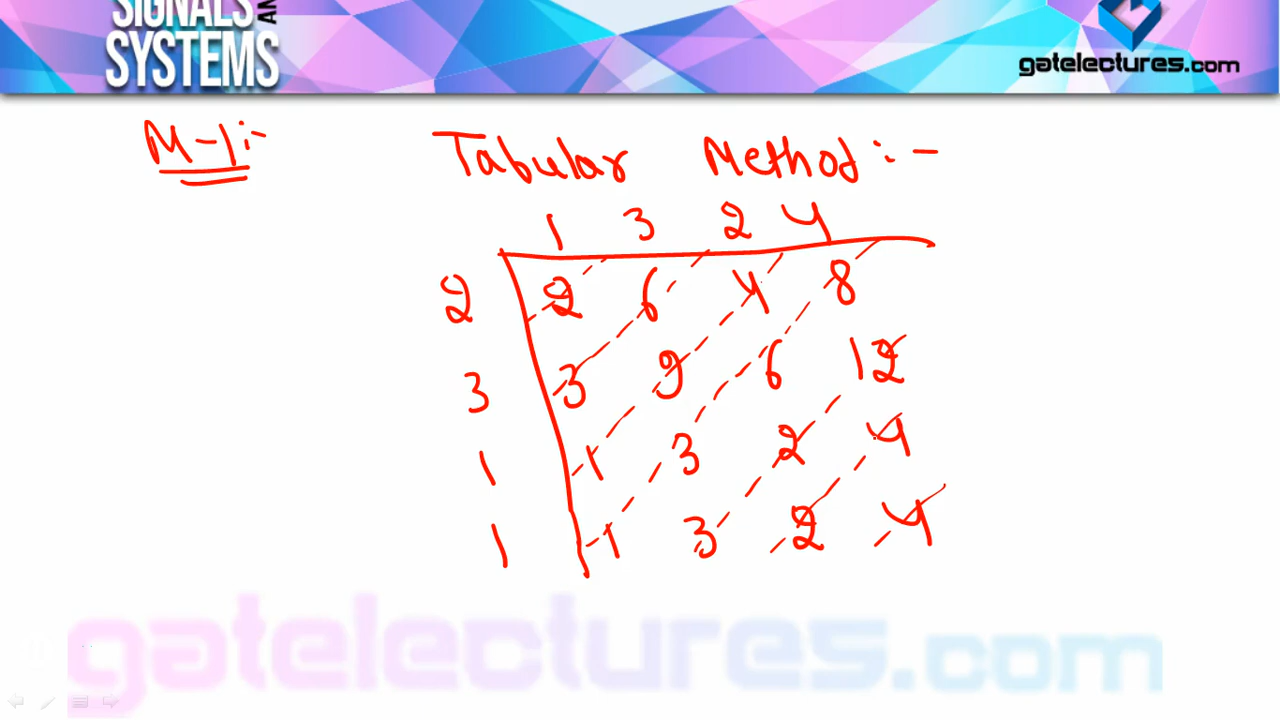 SIGNALS AND
SYSTEMS
gatelectures.com
M-1:-
Tabular Method:-
1 3 2 4
2 2 6 4 8
3 3 9 6 12
1 1 3 2 4
1 1 3 2 4
gatelectures.com